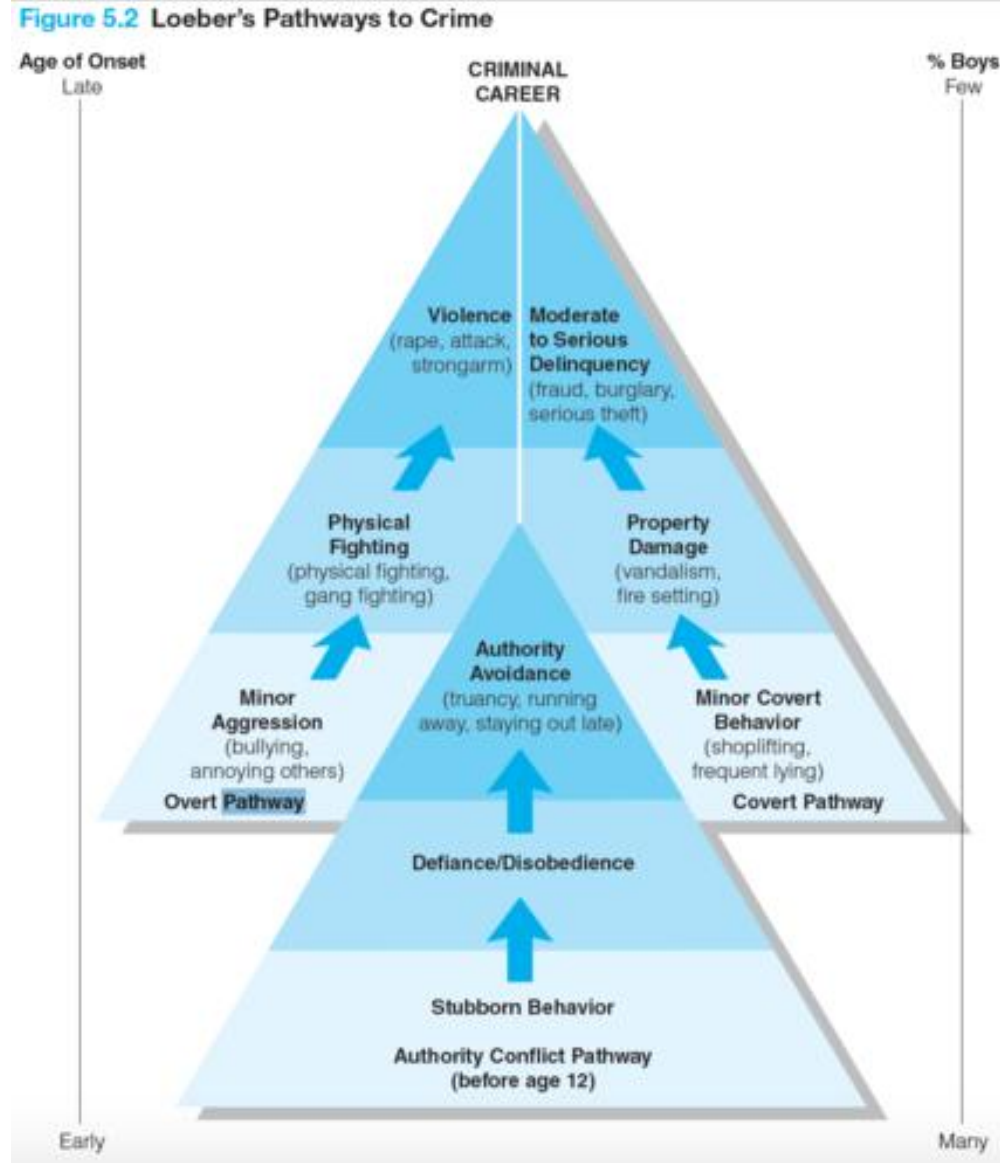 Figure 5.2 Loeber's Pathways to Crime
Age of Onset
Late
% Boys
Few
CRIMINAL
CAREER
Violence
(rape, attack,
strongarm)
Moderate
to Serious
Delinquency
(fraud, burglary,
serious theft)
Physical
Fighting
(physical fighting,
gang fighting)
Property
Damage
(vandalism,
fire setting)
Authority
Avoidance
(truancy, running
away, staying out late)
Minor
Aggression
(bullying,
annoying others)
Overt Pathway
Minor Covert
Behavior
(shoplifting,
frequent lying)
Covert Pathway
Defiance/Disobedience
Stubborn Behavior
Authority Conflict Pathway
(before age 12)
Early
Many